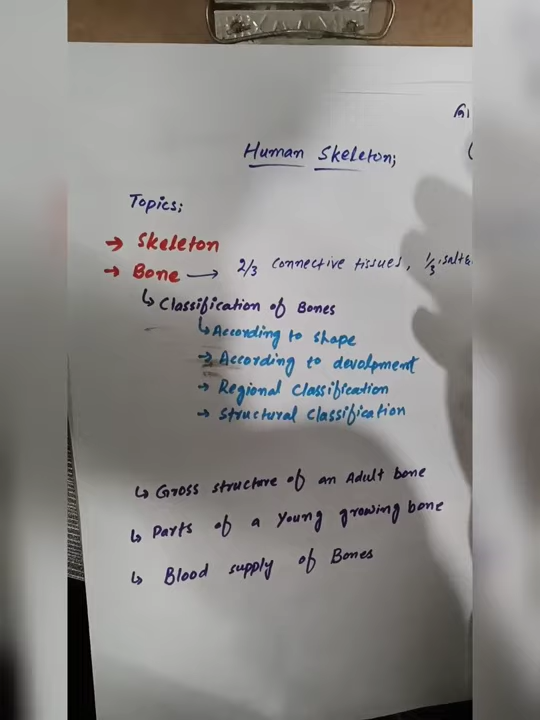 Human Skeleton;
Topics;
→ Skeleton
→ Bone → 2/3 connective tissues, 1/3 salts
↳ Classification of Bones
↳ According to shape
→ According to devolpment
→ Regional Classification
→ Structural Classification
↳ Gross structure of an Adult bone
↳ Parts of a Young growing bone
↳ Blood supply of Bones